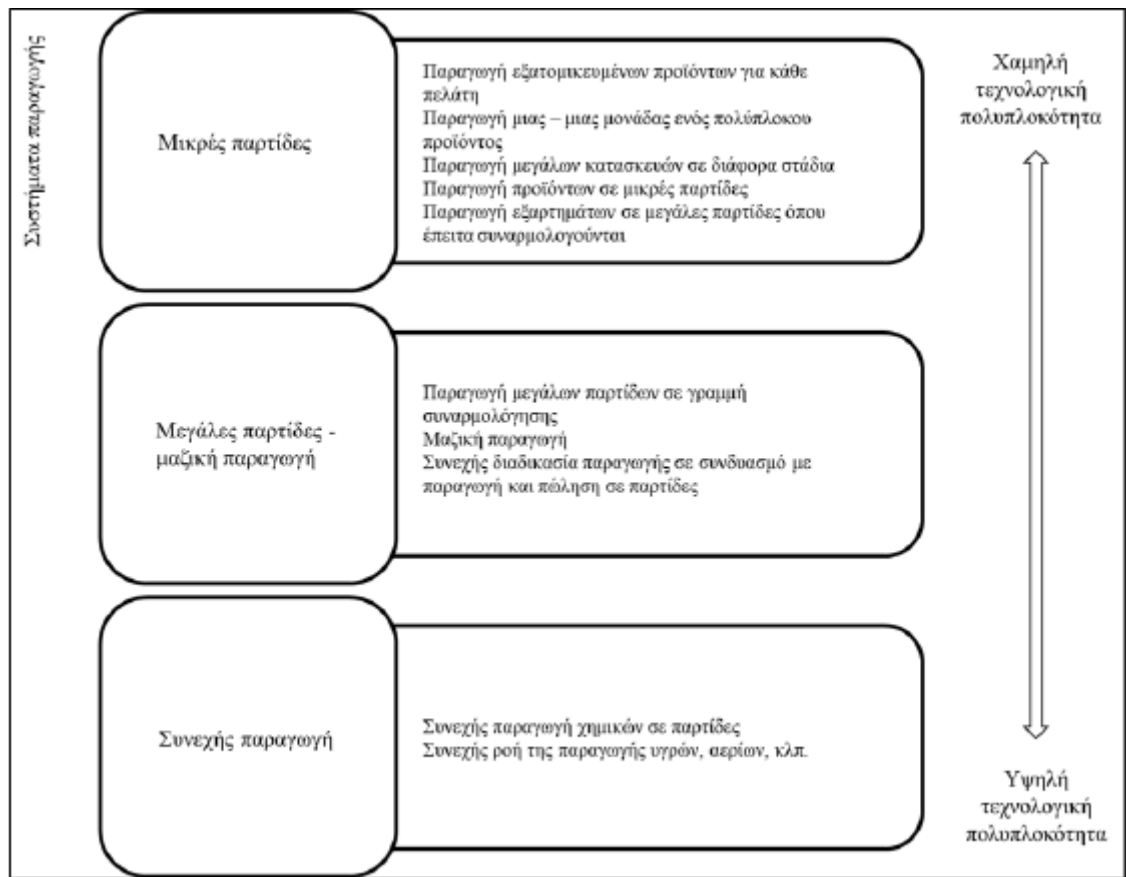 Συστήματα παραγωγής
Μικρές παρτίδες
Παραγωγή εξατομικευμένων προϊόντων για κάθε
πελάτη
Παραγωγή μιας – μιας μονάδας ενός πολύπλοκου
προϊόντος
Παραγωγή μεγάλων κατασκευών σε διάφορα στάδια
Παραγωγή προϊόντων σε μικρές παρτίδες
Παραγωγή εξαρτημάτων σε μεγάλες παρτίδες όπου
έπειτα συναρμολογούνται
Χαμηλή
τεχνολογική
πολυπλοκότητα
Μεγάλες παρτίδες -
μαζική παραγωγή
Παραγωγή μεγάλων παρτίδων σε γραμμή
συναρμολόγησης
Μαζική παραγωγή
Συνεχής διαδικασία παραγωγής σε συνδυασμό με
παραγωγή και πώληση σε παρτίδες
Συνεχής παραγωγή
Συνεχής παραγωγή χημικών σε παρτίδες
Συνεχής ροή της παραγωγής υγρών, αερίων, κλπ.
Υψηλή
τεχνολογική
πολυπλοκότητα